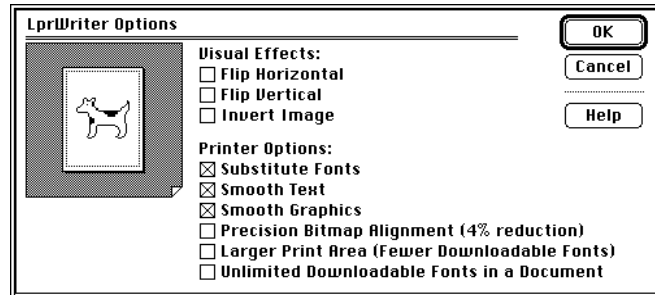 LprWriter Options
OK
Cancel
Help
Visual Effects:
Flip Horizontal
Flip Vertical
Invert Image
Printer Options:
Substitute Fonts
Smooth Text
Smooth Graphics
Precision Bitmap Alignment (4% reduction)
Larger Print Area (Fewer Downloadable Fonts)
Unlimited Downloadable Fonts in a Document